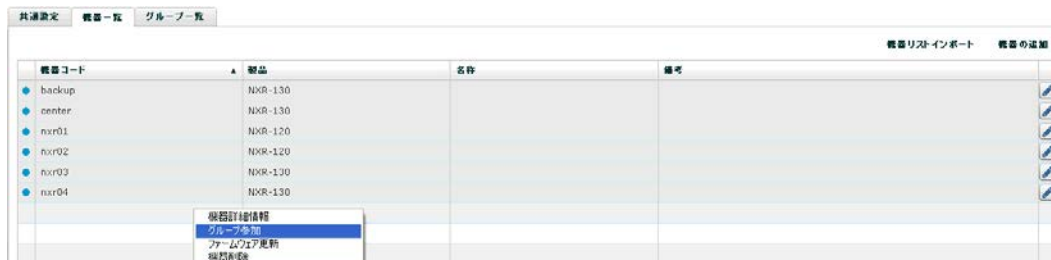 共通設定 機器一覧 グループ一覧
機器リストインポート 機器の追加
機器コード ▲ 製品 名称 備考
backup NXR-130
center NXR-130
nxr01 NXR-120
nxr02 NXR-120
nxr03 NXR-130
nxr04 NXR-130
機器詳細情報
グループ参加
ファームウェア更新
機器削除